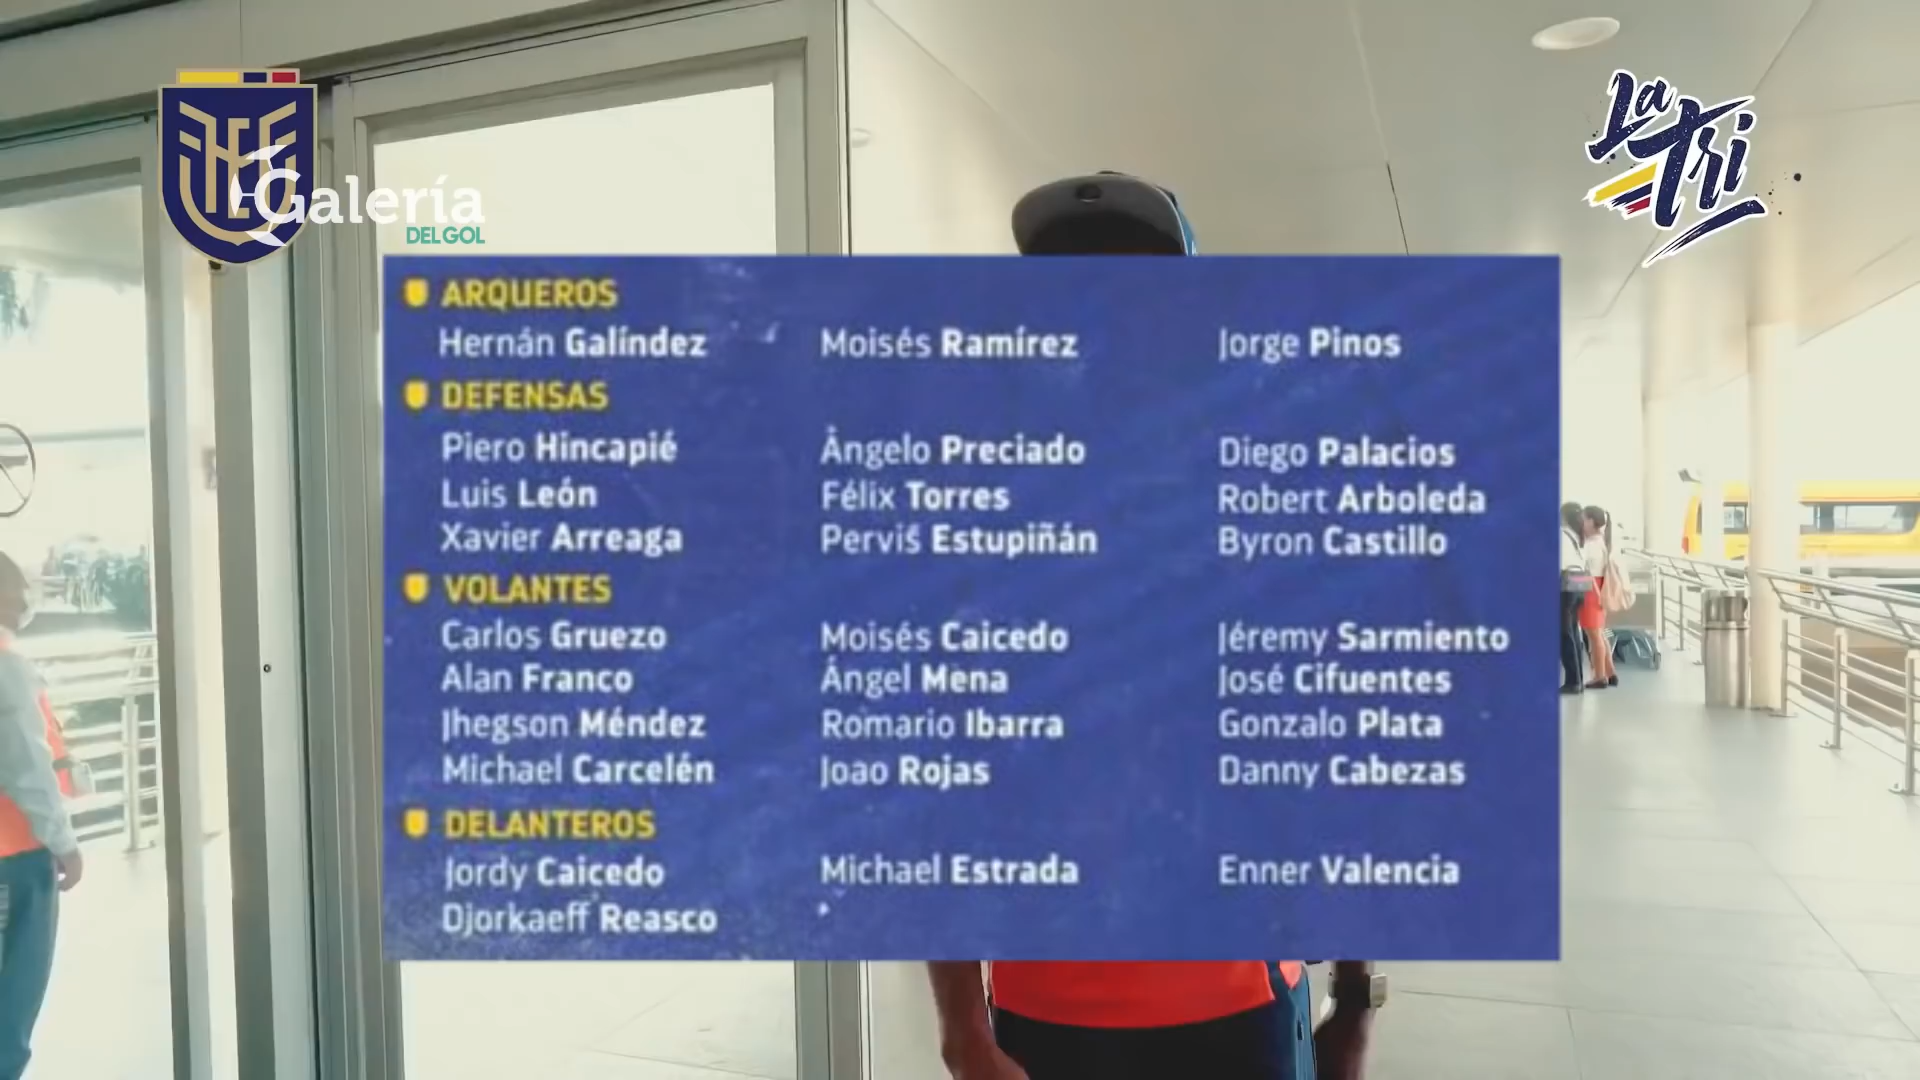 La Tri
Galería
DEL GOL
ARQUEROS
Hernán Galíndez Moisés Ramírez Jorge Pinos
DEFENSAS
Piero Hincapié Ángelo Preciado Diego Palacios
Luis León Félix Torres Robert Arboleda
Xavier Arreaga Pervis Estupiñán Byron Castillo
VOLANTES
Carlos Gruezo Moisés Caicedo Jéremy Sarmiento
Alan Franco Ángel Mena José Cifuentes
Jhegson Méndez Romario Ibarra Gonzalo Plata
Michael Carcelén Joao Rojas Danny Cabezas
DELANTEROS
Jordy Caicedo Michael Estrada Enner Valencia
Djorkaeff Reasco